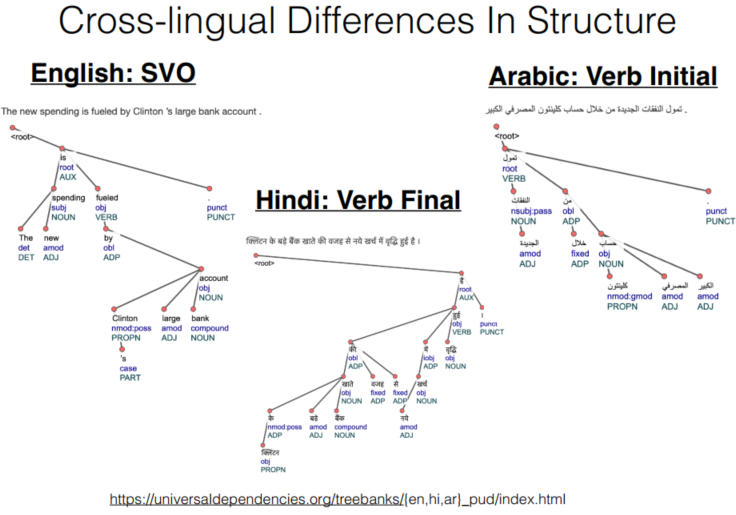 Cross-lingual Differences In Structure
English: SVO
The new spending is fueled by Clinton 's large bank account .
<root>
is
root
AUX
spending fueled .
subj obj punct
NOUN VERB PUNCT
The new by
det amod obl
DET ADJ ADP
account
obj
NOUN
Clinton large bank
nmod:poss amod compound
PROPN ADJ NOUN
's
case
PART
Hindi: Verb Final
क्लिंटन के बड़े बैंक खाते की वजह से नये खर्च में वृद्धि हुई है ।
<root>
है
root
AUX
हुई ।
obj punct
VERB PUNCT
की में वृद्धि
obl iobj obj
ADP ADP NOUN
खाते वजह से खर्च
obj fixed fixed obj
NOUN ADP ADP NOUN
के बड़े बैंक नये
nmod:poss amod compound amod
ADP ADJ NOUN ADJ
क्लिंटन
obj
PROPN
Arabic: Verb Initial
تمول النفقات الجديدة من خلال حساب كلينتون المصرفي الكبير .
<root>
تمول
root
VERB
النفقات من .
nsubj:pass obl punct
NOUN ADP PUNCT
الجديدة خلال حساب
amod fixed obj
ADJ ADP NOUN
كلينتون المصرفي الكبير
nmod:gmod amod amod
PROPN ADJ ADJ
https://universaldependencies.org/treebanks/{en,hi,ar}_pud/index.html